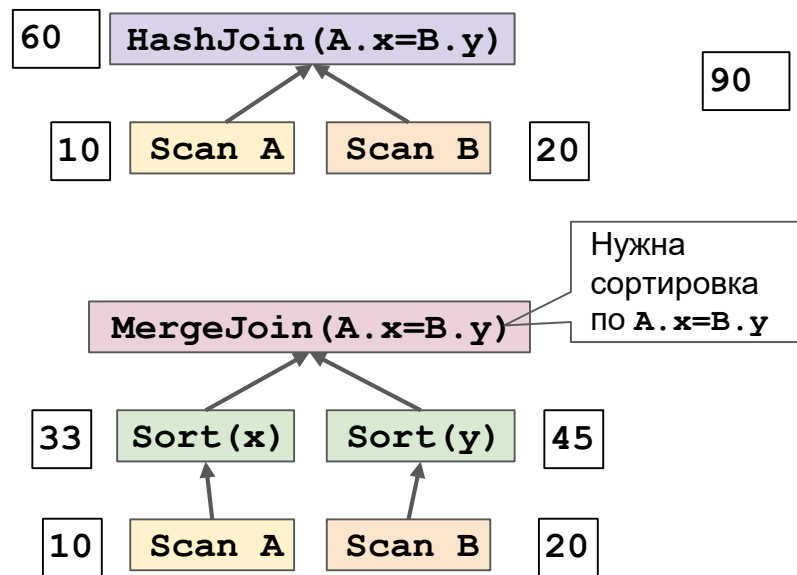 60 HashJoin(A.x=B.y)
90
10 Scan A Scan B 20
Нужна
сортировка
по A.x=B.y
MergeJoin(A.x=B.y)
33 Sort(x) Sort(y) 45
10 Scan A Scan B 20